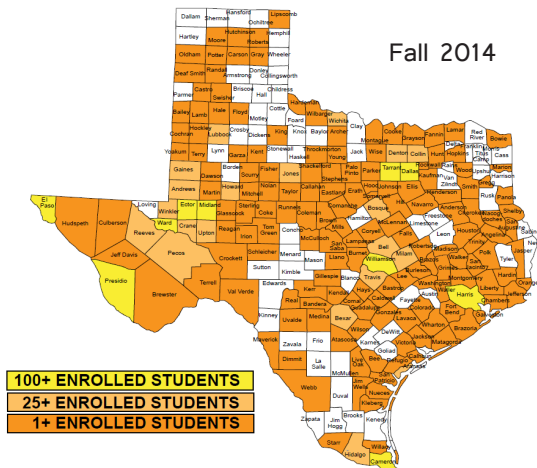 Fall 2014
Dallam Sherman Hansford Ochiltree Lipscomb
Hartley Moore Hutchinson Roberts Hemphill
Oldham Potter Carson Gray Wheeler
Deaf Smith Randall Armstrong Donley Collingsworth
Parmer Castro Swisher Briscoe Hall Childress
Bailey Lamb Hale Floyd Motley Cottle Hardeman
Foard Wilbarger Wichita Clay
Cochran Hockley Lubbock Crosby Dickens King Knox Baylor Archer Montague Cooke Grayson Fannin Lamar Red River Bowie
Yoakum Terry Lynn Garza Kent Stonewall Haskell Throckmorton Young Jack Wise Denton Collin Hunt Hopkins Titus Camp Cass
Gaines Dawson Borden Scurry Fisher Jones Shackelford Stephens Palo Pinto Parker Tarrant Dallas Rockwall Kaufman Rains Wood Upshur Marion Harrison
Andrews Martin Howard Mitchell Nolan Taylor Callahan Eastland Erath Hood Johnson Ellis Van Zandt Smith Rusk Panola
El Paso
Hudspeth Culberson Loving Winkler Ector Midland Glasscock Sterling Coke Runnels Coleman Brown Comanche Hamilton Bosque Hill Navarro Henderson Anderson Cherokee Shelby
Reeves Ward Crane Upton Reagan Irion Tom Green Concho McCulloch Mills Coryell McLennan Limestone Freestone Leon Houston Angelina
Jeff Davis Pecos Crockett Schleicher Menard San Saba Lampasas Bell Falls Robertson Madison Trinity Polk Tyler
Presidio Brewster Terrell Val Verde Sutton Kimble Mason Llano Burnet Williamson Milam Burleson Brazos Grimes Walker San Jacinto Hardin
Edwards Gillespie Blanco Travis Lee Washington Montgomery Liberty Orange Jefferson
Kinney Real Kerr Kendall Hays Bastrop Fayette Austin Waller Harris Chambers
Uvalde Bandera Medina Bexar Guadalupe Caldwell Gonzales Colorado Fort Bend Galveston
Maverick Zavala Frio Atascosa Wilson Karnes DeWitt Lavaca Wharton Brazoria
Dimmit La Salle McMullen Live Oak Bee Goliad Victoria Jackson Matagorda
Calhoun Refugio Aransas
Webb Duval Jim Wells San Patricio Nueces
Kleberg
Zapata Jim Hogg Brooks Kenedy
Starr Hidalgo Willacy
Cameron
100+ ENROLLED STUDENTS
25+ ENROLLED STUDENTS
1+ ENROLLED STUDENTS